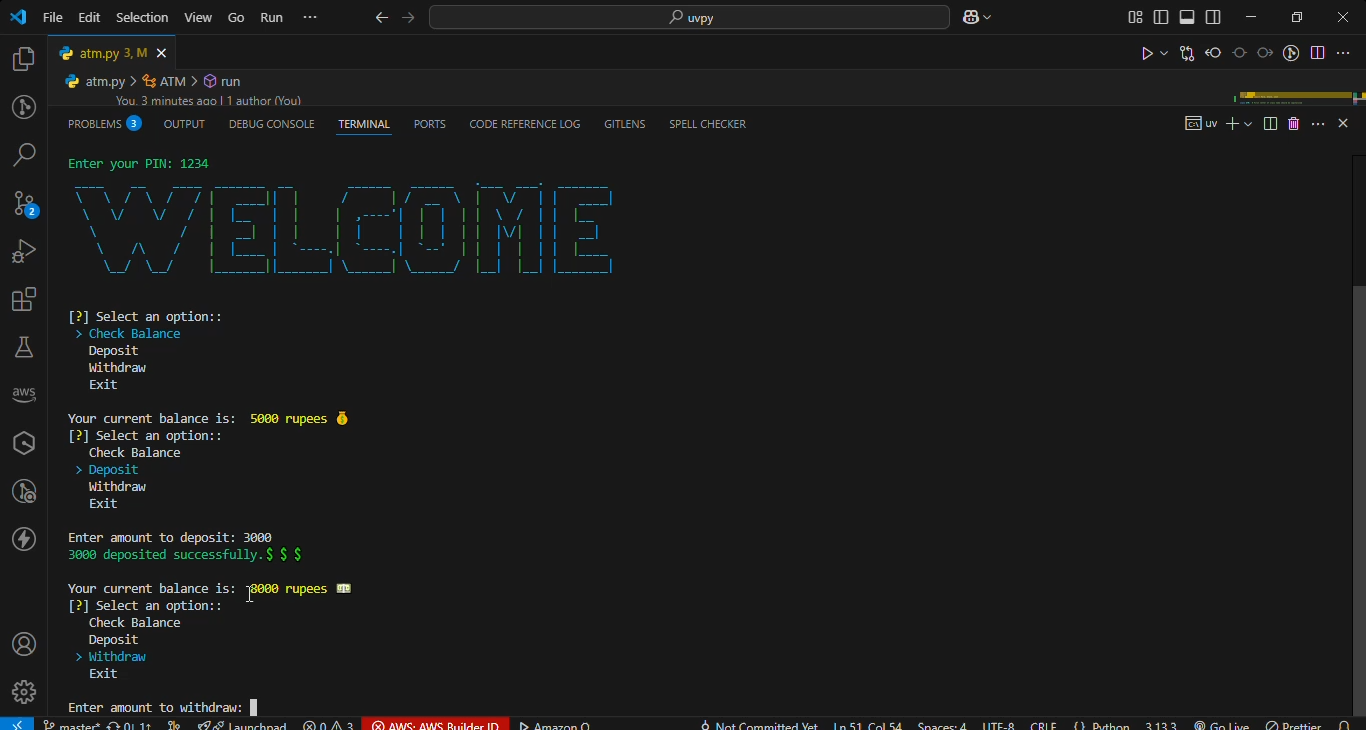 File Edit Selection View Go Run ···
uvpy
atm.py 3, M
atm.py > ATM > run
You, 3 minutes ago | 1 author (You)
PROBLEMS 3 OUTPUT DEBUG CONSOLE TERMINAL PORTS CODE REFERENCE LOG GITLENS SPELL CHECKER
uv
2
aws
Enter your PIN: 1234
WELCOME
[?] Select an option::
> Check Balance
Deposit
Withdraw
Exit
Your current balance is: 5000 rupees 💰
[?] Select an option::
Check Balance
> Deposit
Withdraw
Exit
Enter amount to deposit: 3000
3000 deposited successfully.$ $ $
Your current balance is: 8000 rupees 💵
[?] Select an option::
Check Balance
Deposit
> Withdraw
Exit
Enter amount to withdraw:
master* 0↓ 1↑ Launchpad 0 3 AWS: AWS Builder ID Amazon Q Not Committed Yet Ln 51, Col 54 Spaces: 4 UTF-8 CRLF {} Python 3.13.3 Go Live Prettier